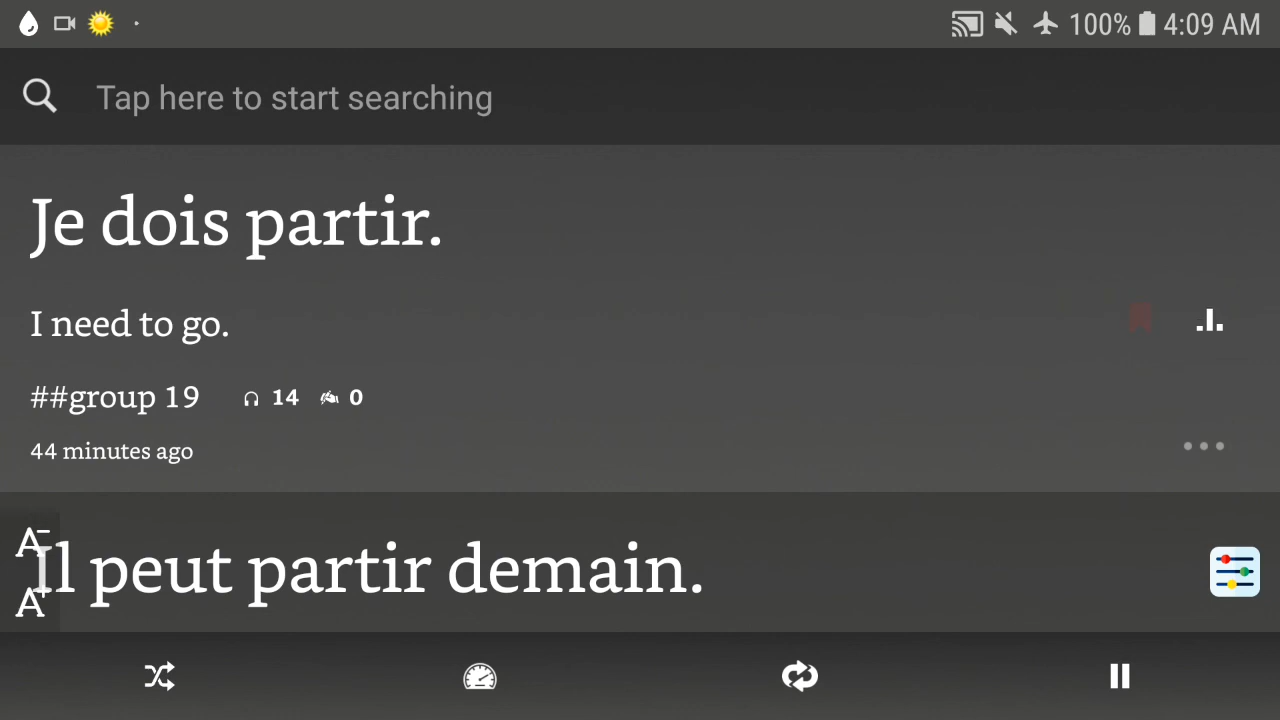 100% 4:09 AM
Tap here to start searching
Je dois partir.
I need to go.
##group 19 14 0
44 minutes ago
A-
Il peut partir demain.
A+